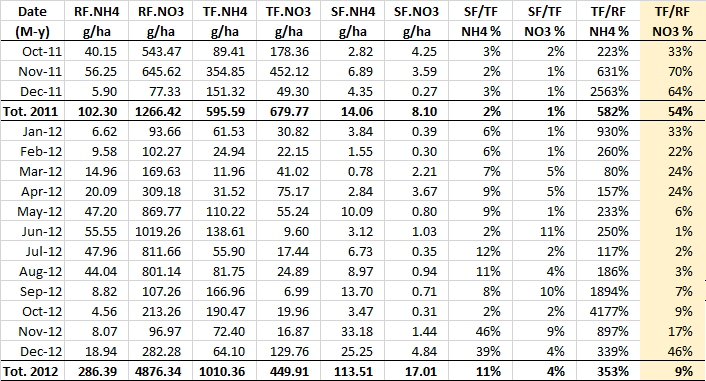 Date RF.NH4 RF.NO3 TF.NH4 TF.NO3 SF.NH4 SF.NO3 SF/TF SF/TF TF/RF TF/RF
(M-y) g/ha g/ha g/ha g/ha g/ha g/ha NH4 % NO3 % NH4 % NO3 %
Oct-11 40.15 543.47 89.41 178.36 2.82 4.25 3% 2% 223% 33%
Nov-11 56.25 645.62 354.85 452.12 6.89 3.59 2% 1% 631% 70%
Dec-11 5.90 77.33 151.32 49.30 4.35 0.27 3% 1% 2563% 64%
Tot. 2011 102.30 1266.42 595.59 679.77 14.06 8.10 2% 1% 582% 54%
Jan-12 6.62 93.66 61.53 30.82 3.84 0.39 6% 1% 930% 33%
Feb-12 9.58 102.27 24.94 22.15 1.55 0.30 6% 1% 260% 22%
Mar-12 14.96 169.63 11.96 41.02 0.78 2.21 7% 5% 80% 24%
Apr-12 20.09 309.18 31.52 75.17 2.84 3.67 9% 5% 157% 24%
May-12 47.20 869.77 110.22 55.24 10.09 0.80 9% 1% 233% 6%
Jun-12 55.55 1019.26 138.61 9.60 3.12 1.03 2% 11% 250% 1%
Jul-12 47.96 811.66 55.90 17.44 6.73 0.35 12% 2% 117% 2%
Aug-12 44.04 801.14 81.75 24.89 8.97 0.94 11% 4% 186% 3%
Sep-12 8.82 107.26 166.96 6.99 13.70 0.71 8% 10% 1894% 7%
Oct-12 4.56 213.26 190.47 19.96 3.47 0.31 2% 2% 4177% 9%
Nov-12 8.07 96.97 72.40 16.87 33.18 1.44 46% 9% 897% 17%
Dec-12 18.94 282.28 64.10 129.76 25.25 4.84 39% 4% 339% 46%
Tot. 2012 286.39 4876.34 1010.36 449.91 113.51 17.01 11% 4% 353% 9%